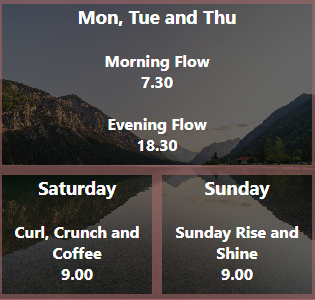 Mon, Tue and Thu
Morning Flow
7.30
Evening Flow
18.30
Saturday
Curl, Crunch and
Coffee
9.00
Sunday
Sunday Rise and
Shine
9.00